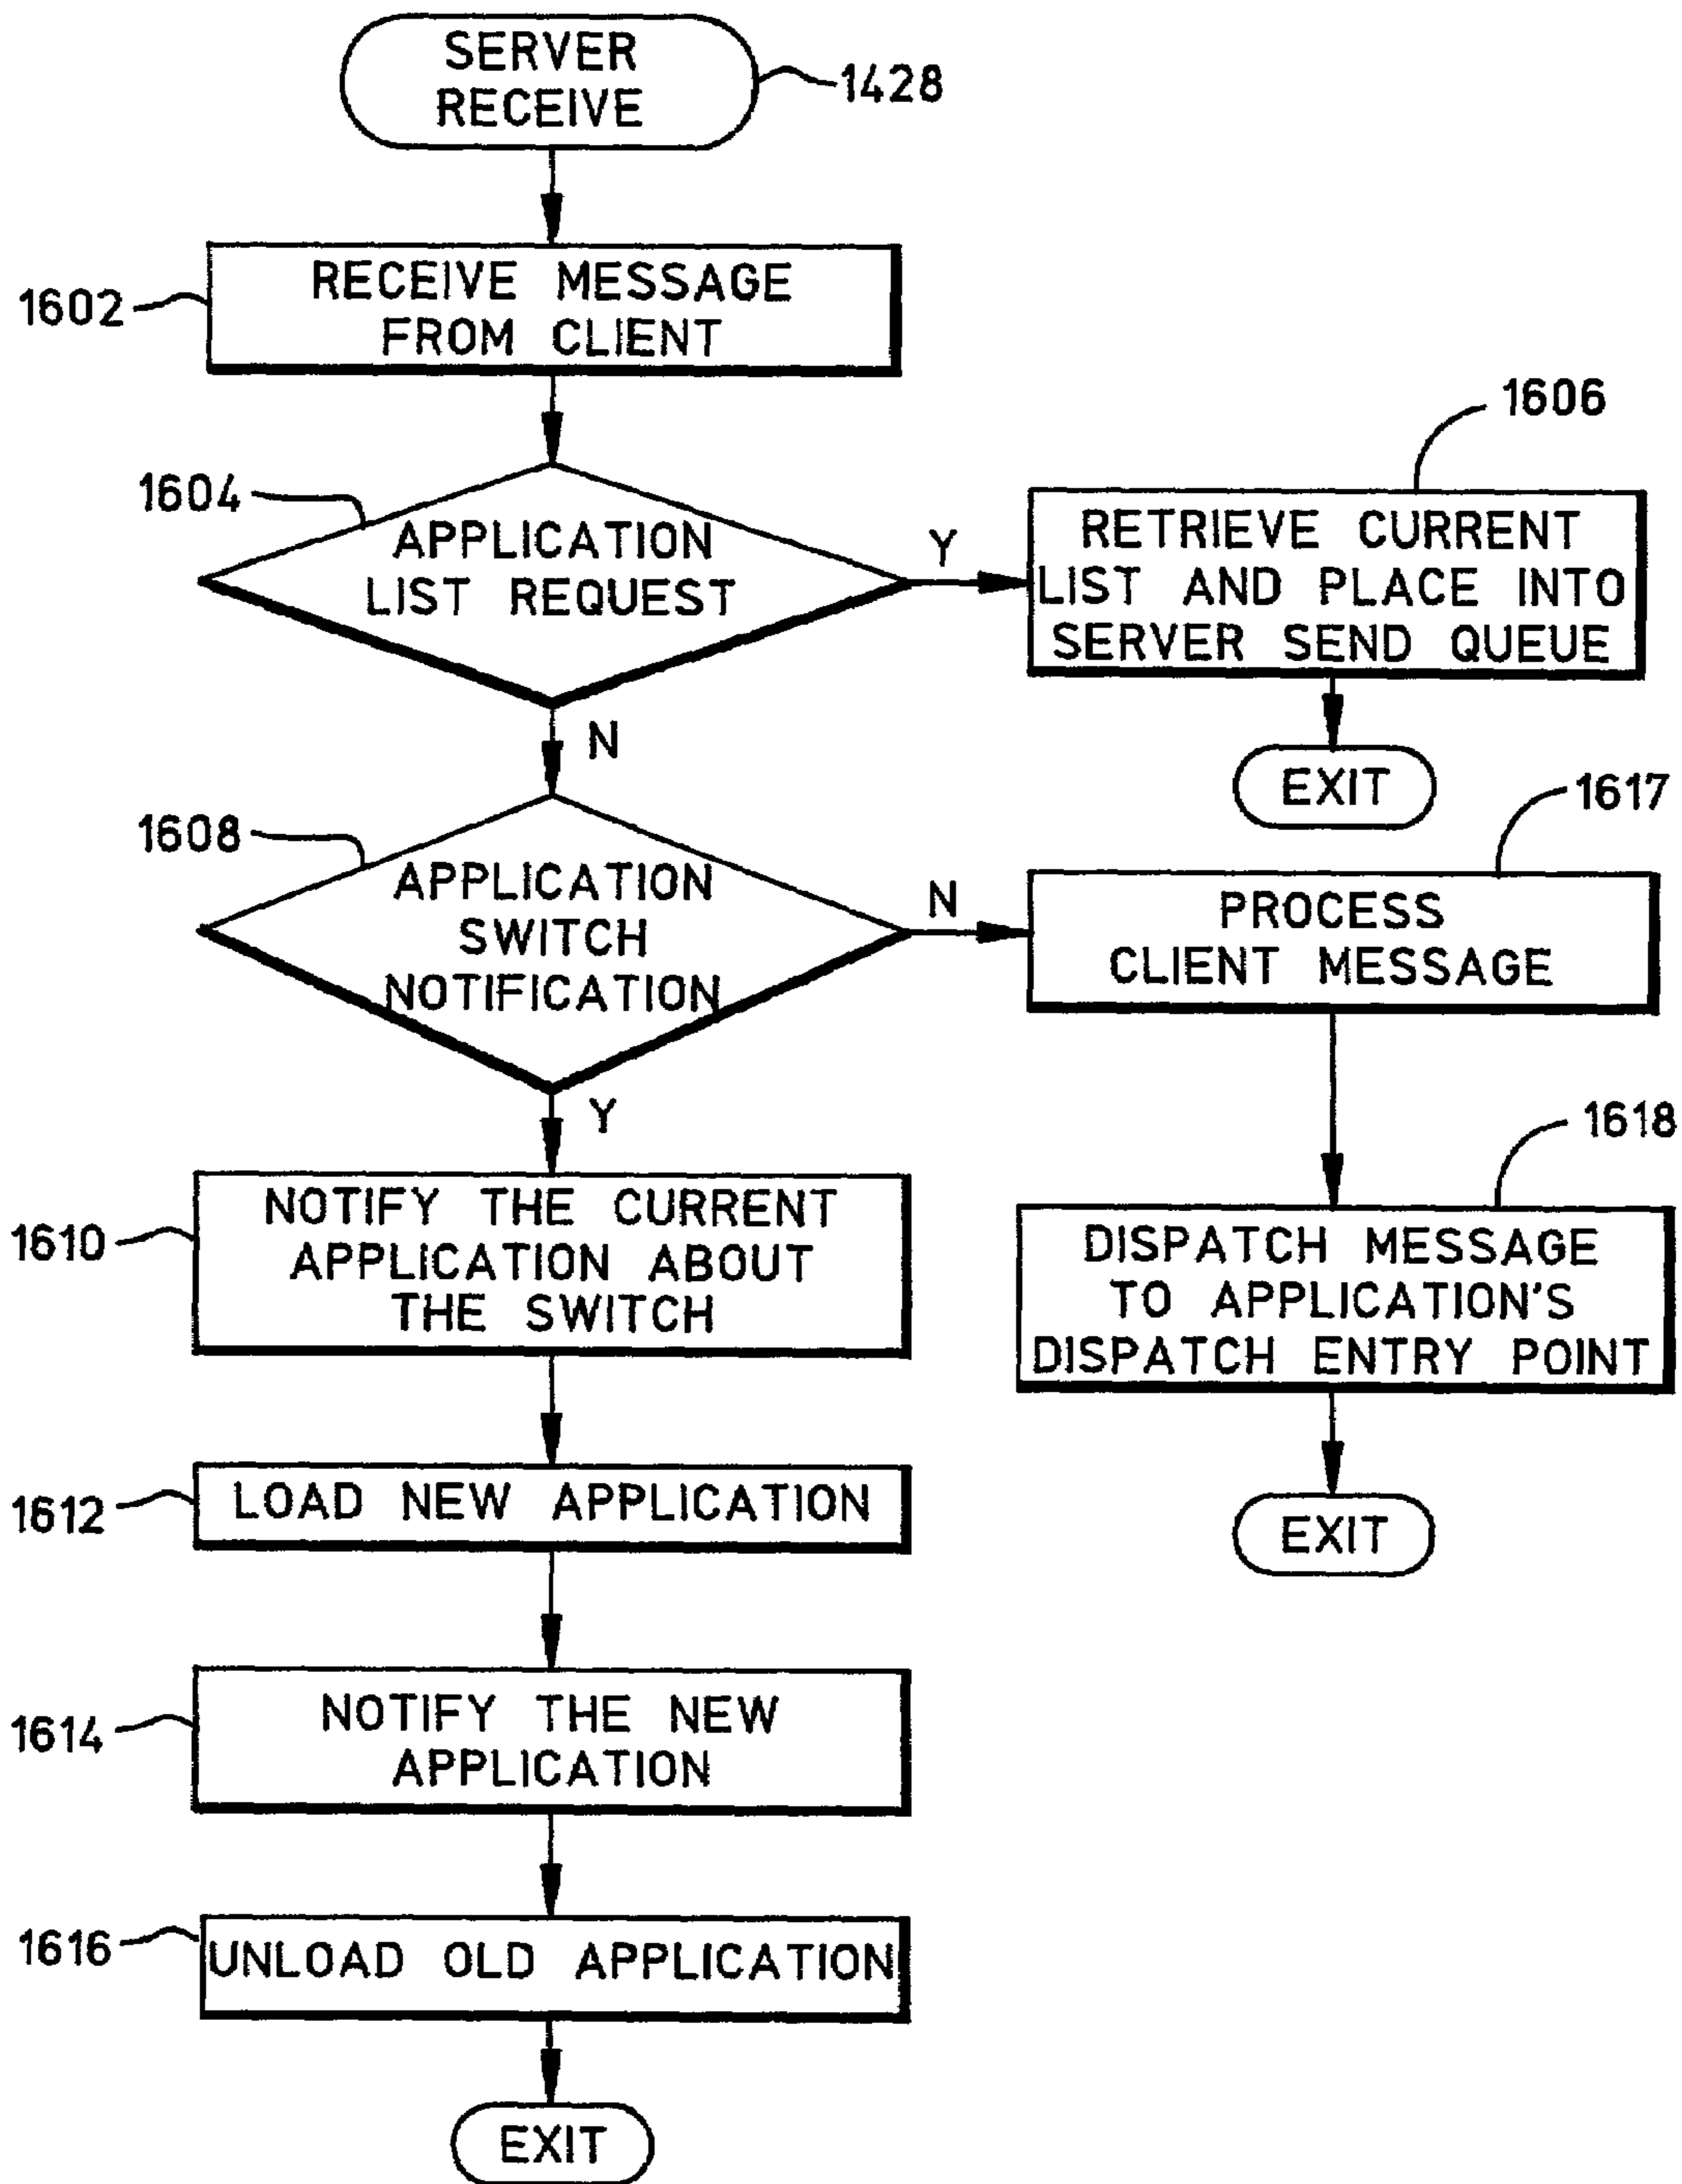 SERVER
RECEIVE
1428
1602
RECEIVE MESSAGE
FROM CLIENT
1604
APPLICATION
LIST REQUEST
Y
N
1606
RETRIEVE CURRENT
LIST AND PLACE INTO
SERVER SEND QUEUE
EXIT
1608
APPLICATION
SWITCH
NOTIFICATION
N
Y
1617
PROCESS
CLIENT MESSAGE
1618
DISPATCH MESSAGE
TO APPLICATION'S
DISPATCH ENTRY POINT
EXIT
1610
NOTIFY THE CURRENT
APPLICATION ABOUT
THE SWITCH
1612
LOAD NEW APPLICATION
1614
NOTIFY THE NEW
APPLICATION
1616
UNLOAD OLD APPLICATION
EXIT